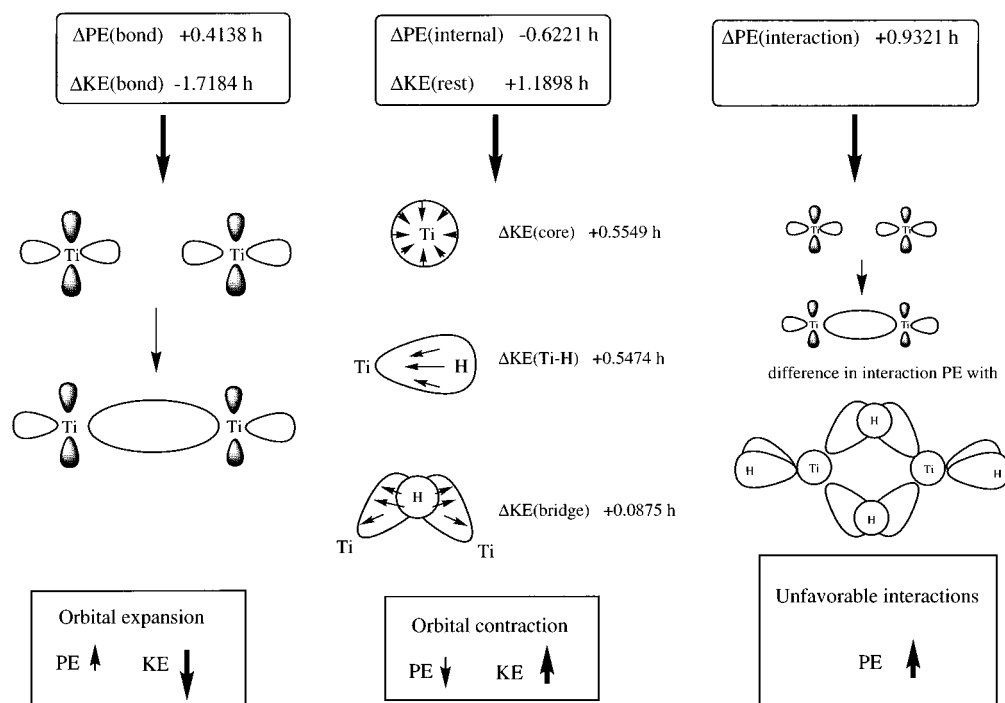 ΔPE(bond) +0.4138 h
ΔKE(bond) -1.7184 h
Ti
Ti
Ti
Ti
Orbital expansion
PE
KE
ΔPE(internal) -0.6221 h
ΔKE(rest) +1.1898 h
Ti
ΔKE(core) +0.5549 h
Ti
H
ΔKE(Ti-H) +0.5474 h
H
ΔKE(bridge) +0.0875 h
Ti
Ti
Orbital contraction
PE
KE
ΔPE(interaction) +0.9321 h
Ti
Ti
Ti
Ti
difference in interaction PE with
H
H
Ti
Ti
H
H
Unfavorable interactions
PE